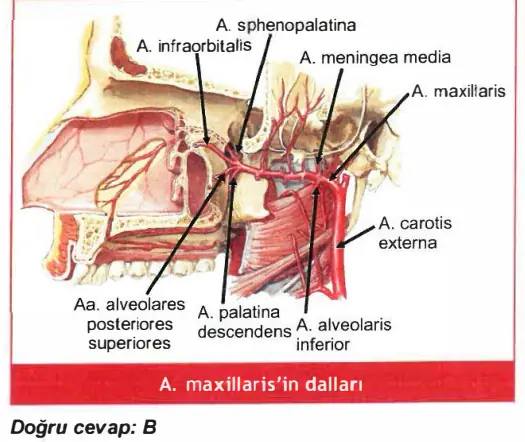 A. sphenopalatina
A. infraorbitalis
A. meningea media
A. maxillaris
A. carotis
externa
Aa. alveolares
posteriores
superiores
A. palatina
descendens
A. alveolaris
inferior
A. maxillaris'in dalları
Doğru cevap: B